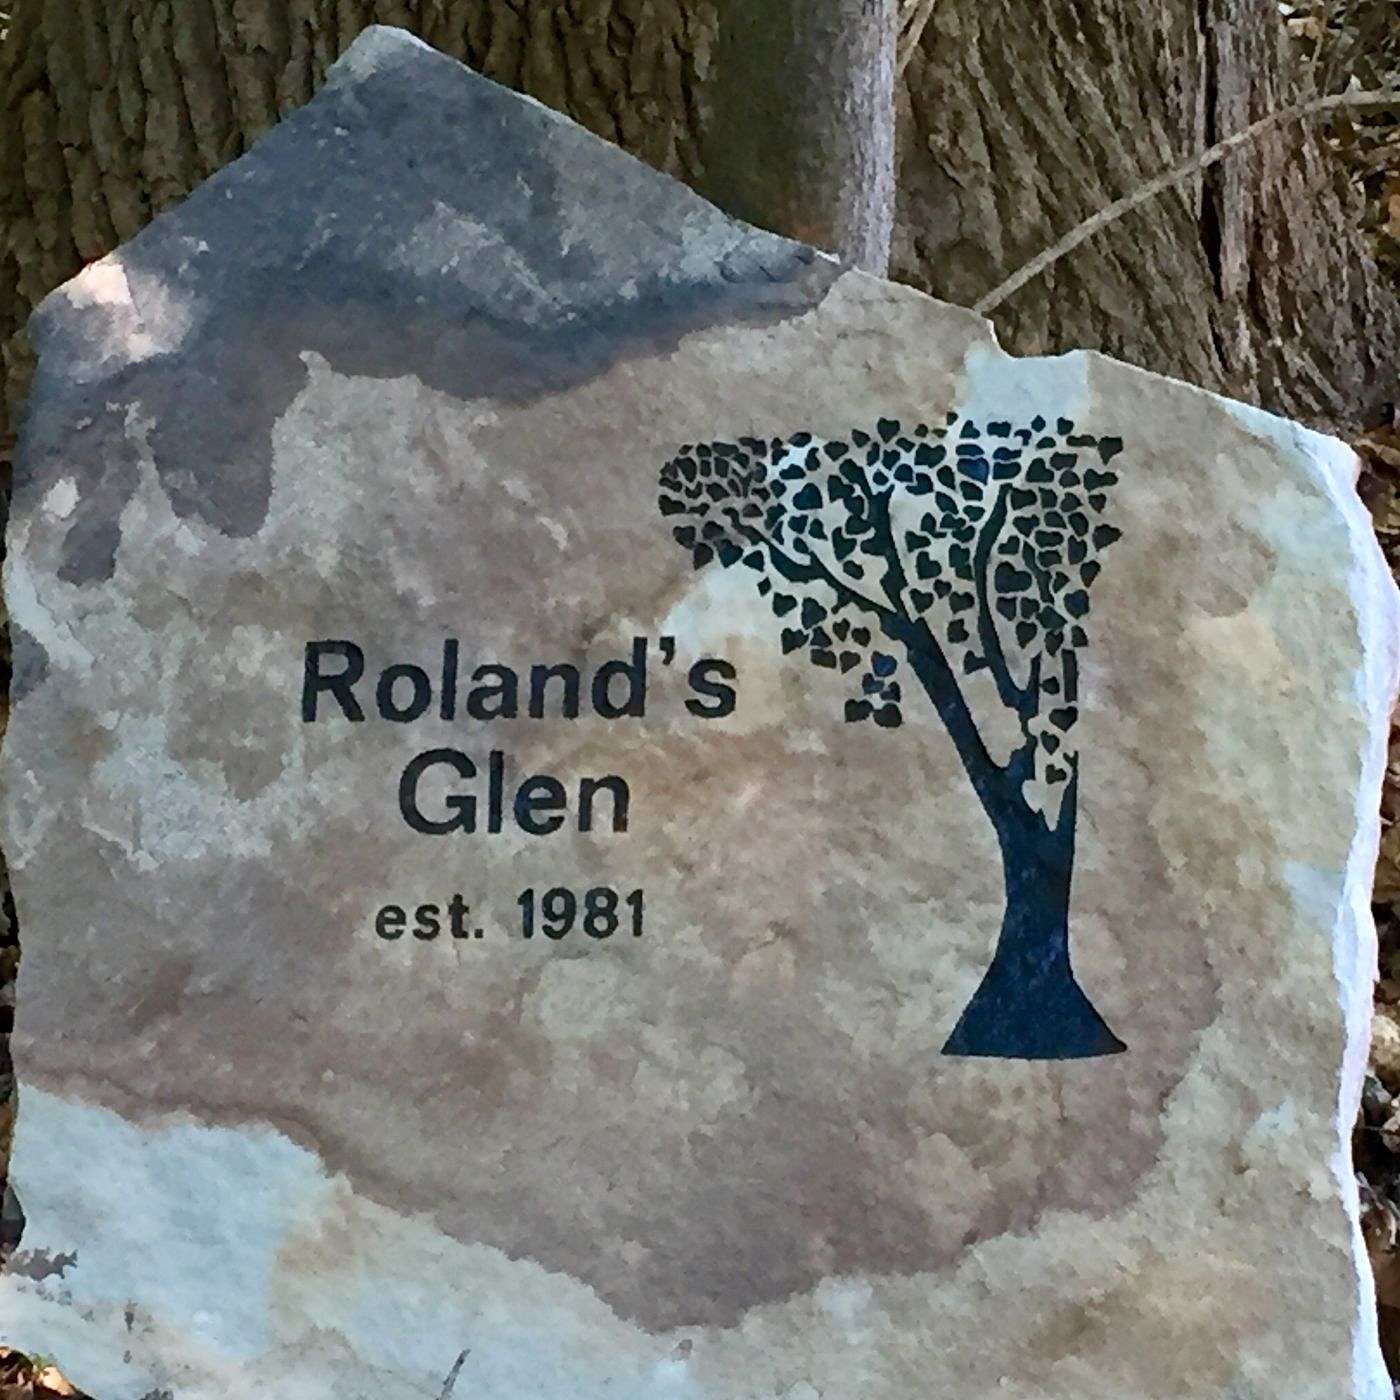 Roland's
Glen
est. 1981